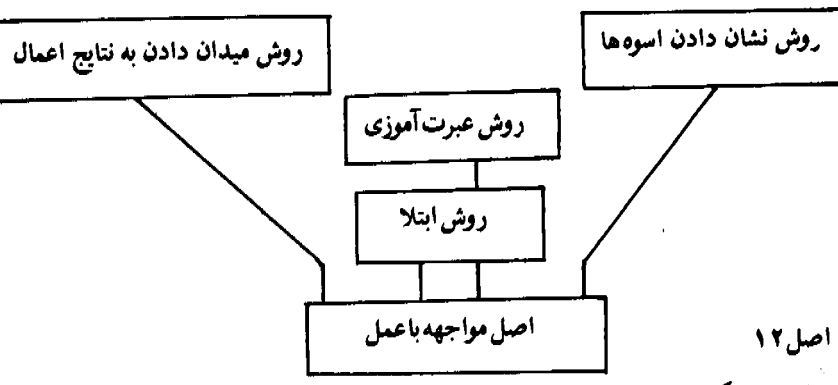 روش نشان دادن اسوه‌ها
روش میدان دادن به نتایج اعمال
روش عبرت‌آموزی
روش ابتلا
اصل مواجهه با عمل
اصل ۱۲